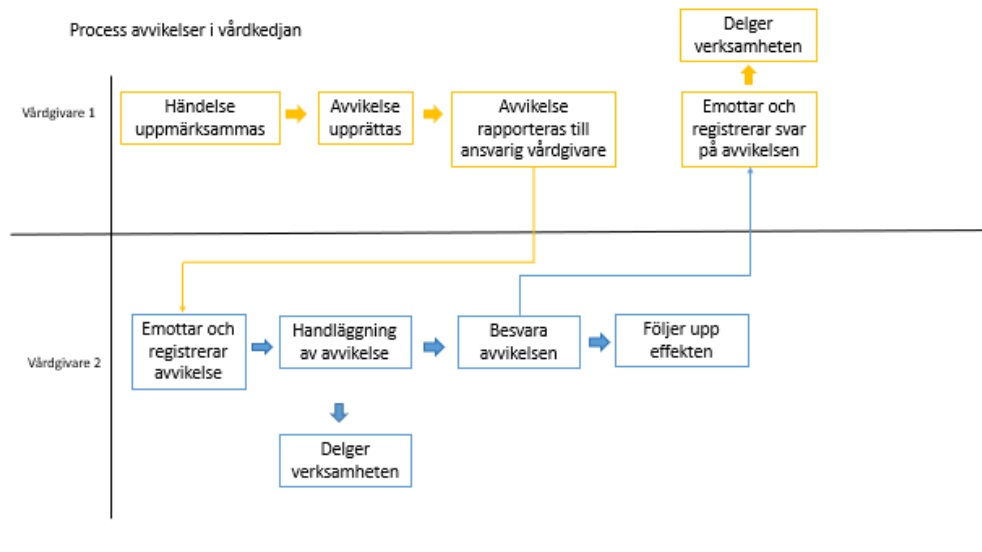 Process avvikelser i vårdkedjan
Delger
verksamheten
Vårdgivare 1
Händelse
uppmärksammas
Avvikelse
upprättas
Avvikelse
rapporteras till
ansvarig vårdgivare
Emottar och
registrerar svar
på avvikelsen
Vårdgivare 2
Emottar och
registrerar
avvikelse
Handläggning
av avvikelse
Besvara
avvikelsen
Följer upp
effekten
Delger
verksamheten